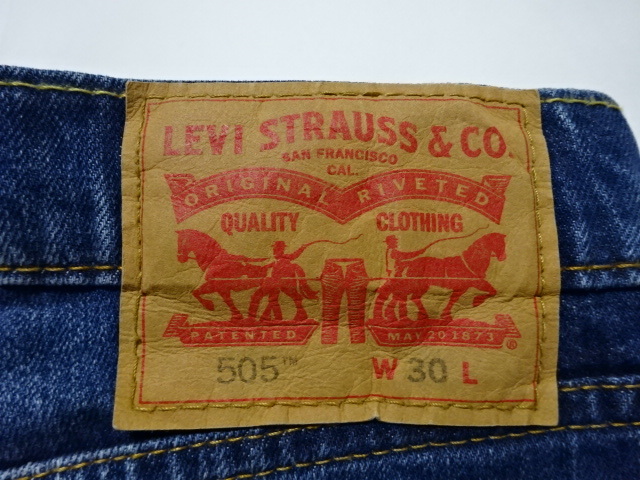 LEVI STRAUSS & CO.
SAN FRANCISCO
CAL.
ORIGINAL RIVETED
QUALITY CLOTHING
PATENTED MAY 20 1873 ®
505™ W 30 L